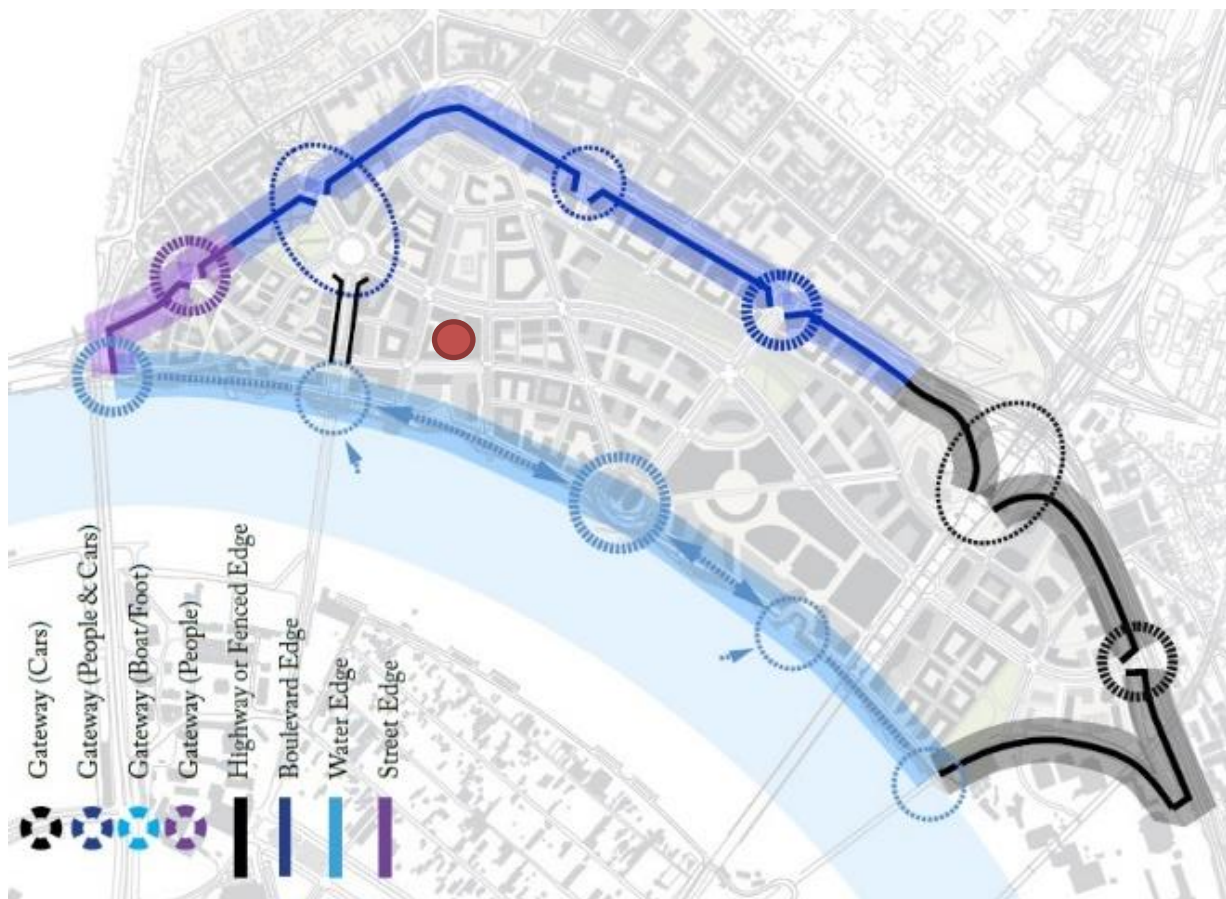 Gateway (Cars)
Gateway (People & Cars)
Gateway (Boat/Foot)
Gateway (People)
Highway or Fenced Edge
Boulevard Edge
Water Edge
Street Edge